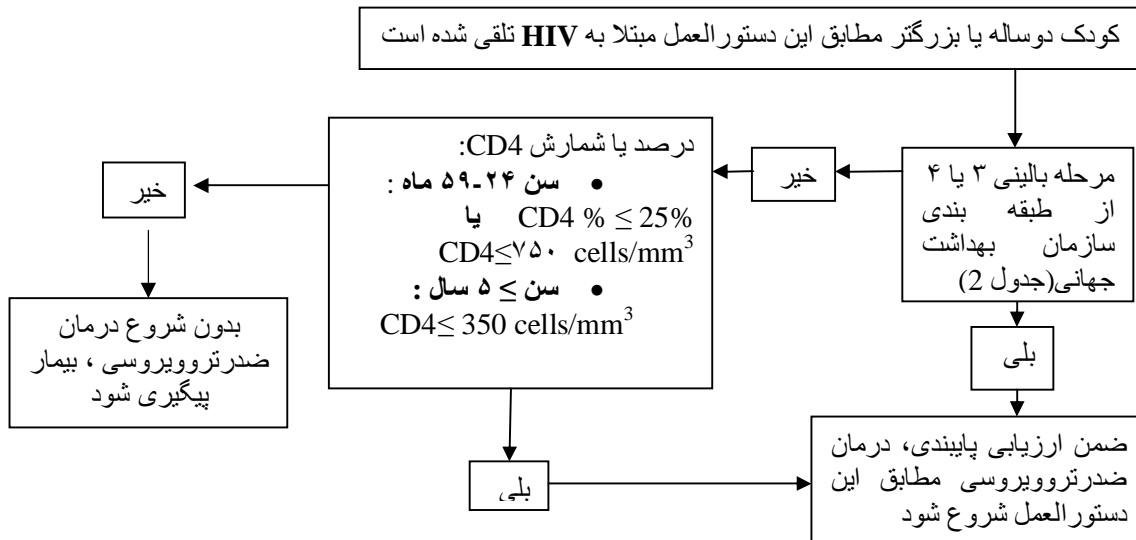 کودک دوساله یا بزرگتر مطابق این دستورالعمل مبتلا به HIV تلقی شده است
مرحله بالینی ۳ یا ۴
از طبقه بندی
سازمان بهداشت
جهانی(جدول 2)
خیر
درصد یا شمارش CD4:
• سن ۲۴-۵۹ ماه :
CD4 % ≤ 25% یا
CD4≤۷۵۰ cells/mm³
• سن ≥ ۵ سال :
CD4≤ 350 cells/mm³
خیر
بدون شروع درمان
ضدرتروویروسی ، بیمار
پیگیری شود
بلی
بلی
ضمن ارزیابی پایبندی، درمان
ضدرتروویروسی مطابق این
دستورالعمل شروع شود